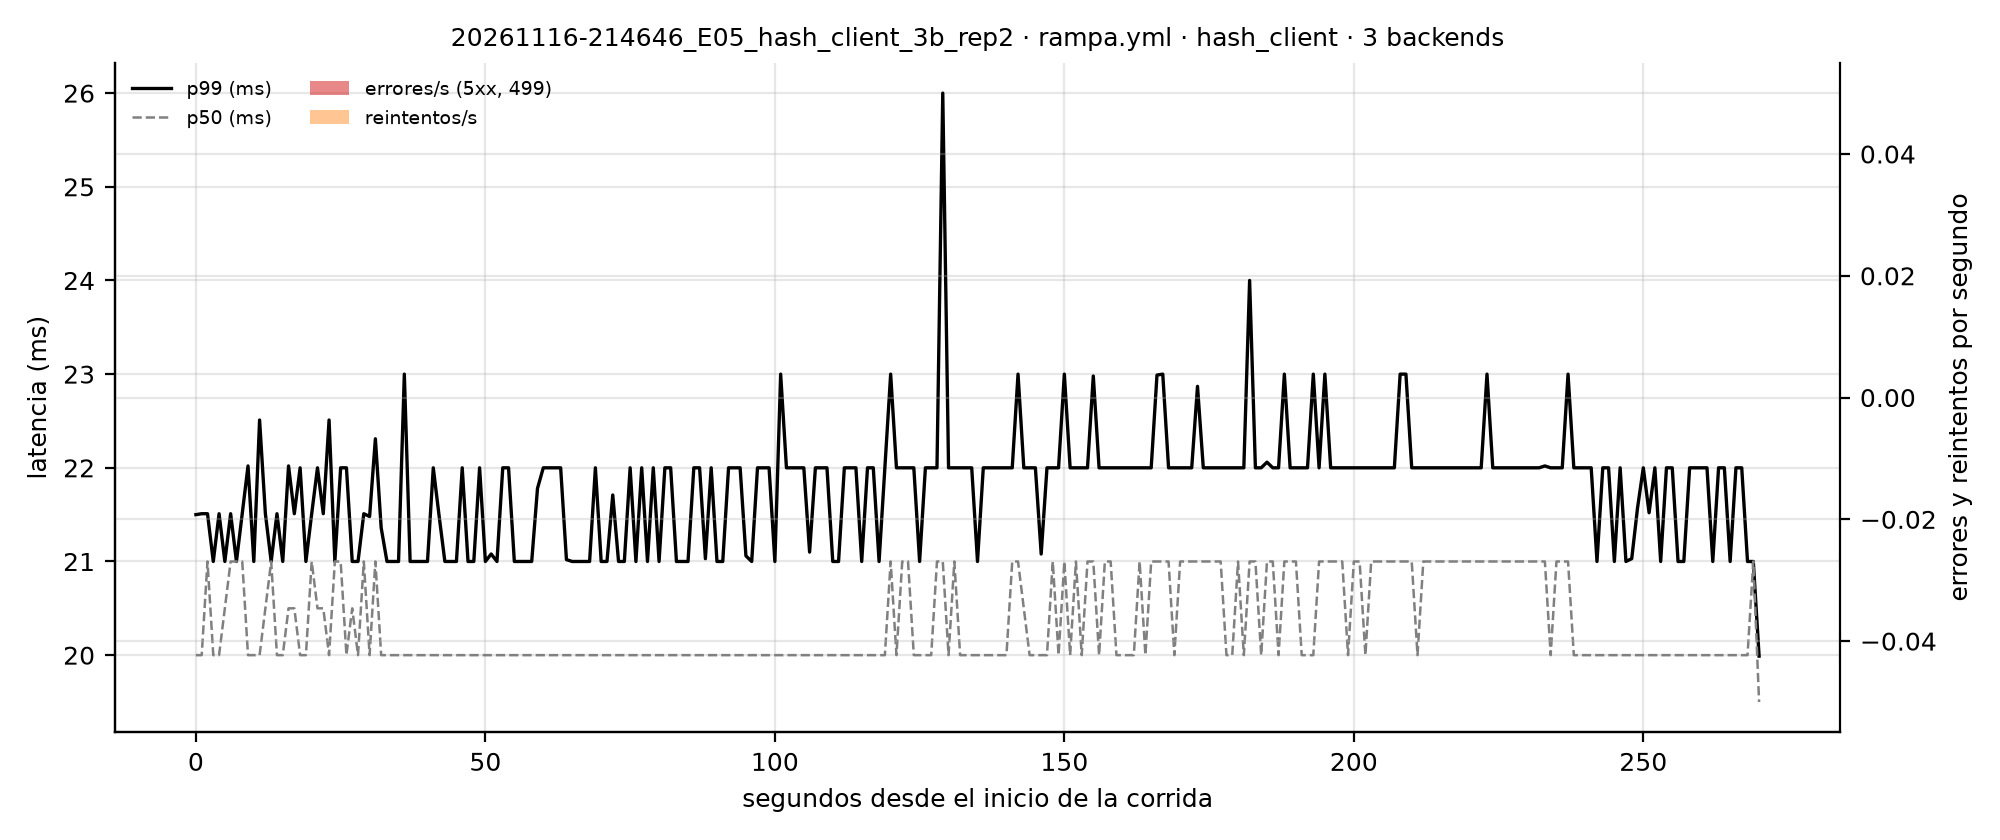 20261116-214646_E05_hash_client_3b_rep2 · rampa.yml · hash_client · 3 backends
p99 (ms)
p50 (ms)
errores/s (5xx, 499)
reintentos/s
latencia (ms)
26
25
24
23
22
21
20
0.04
0.02
0.00
−0.02
−0.04
errores y reintentos por segundo
0 50 100 150 200 250
segundos desde el inicio de la corrida